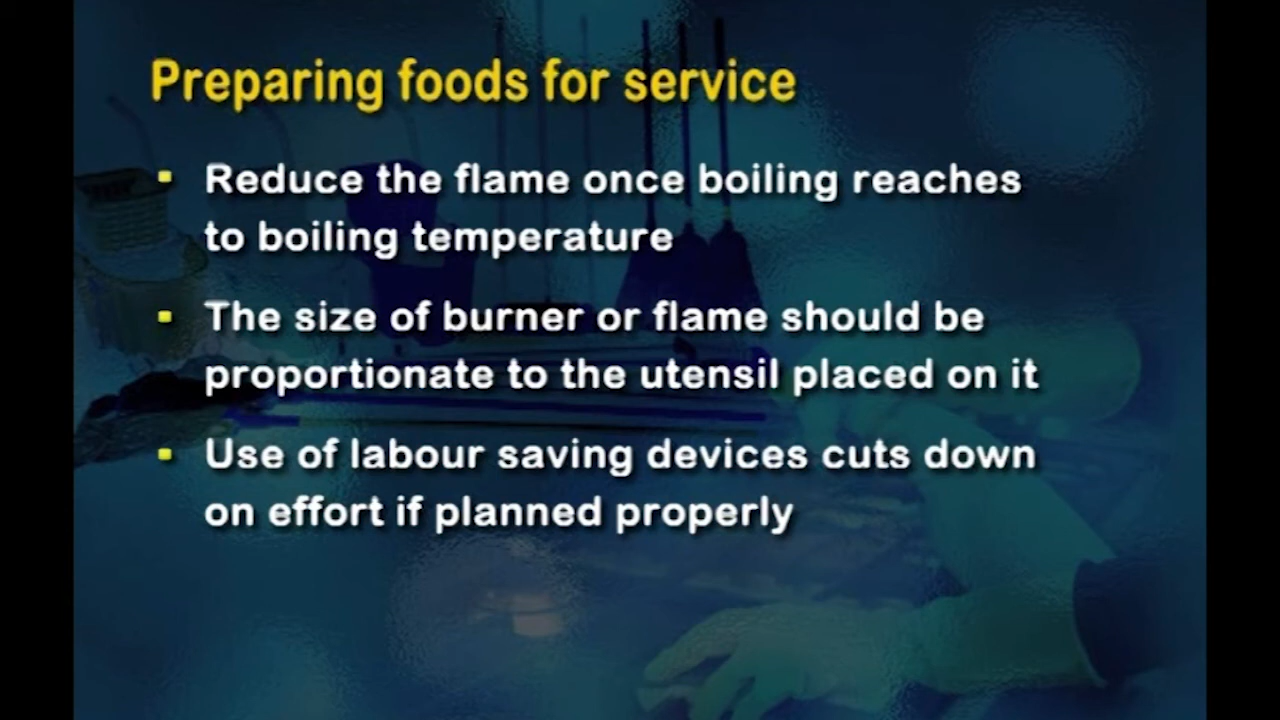 Preparing foods for service
▪ Reduce the flame once boiling reaches
to boiling temperature
▪ The size of burner or flame should be
proportionate to the utensil placed on it
▪ Use of labour saving devices cuts down
on effort if planned properly